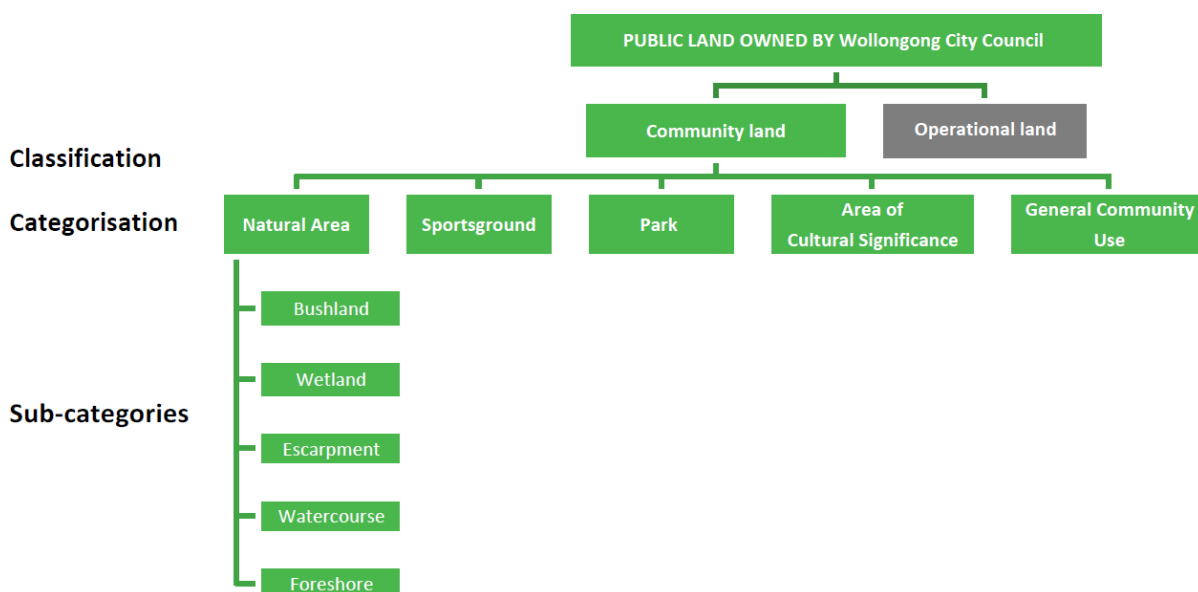 PUBLIC LAND OWNED BY Wollongong City Council
Community land
Operational land
Classification
Categorisation
Natural Area
Sportsground
Park
Area of
Cultural Significance
General Community
Use
Bushland
Wetland
Sub-categories
Escarpment
Watercourse
Foreshore